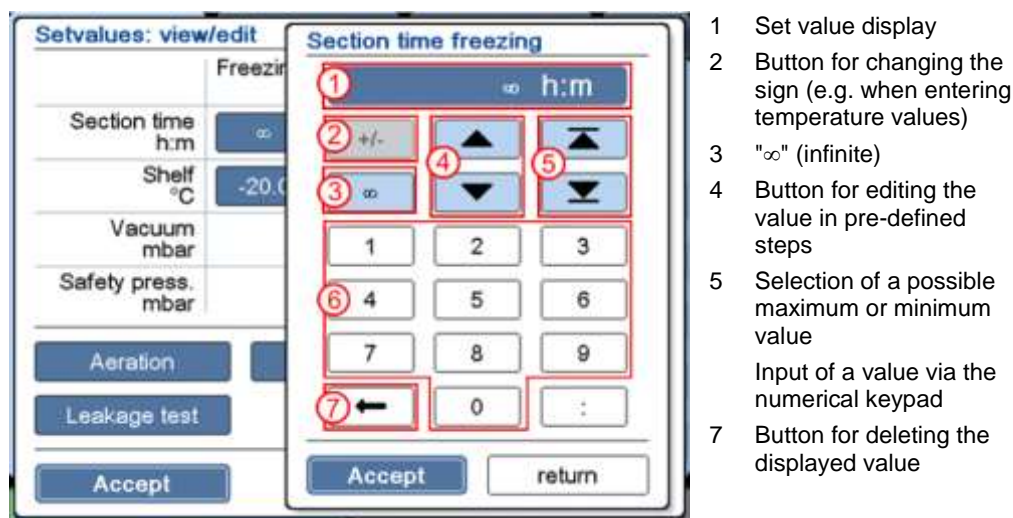 Setvalues: view/edit
Freezin
Section time
h:m
∞
Shelf
°C
-20.0
Vacuum
mbar
Safety press.
mbar
Aeration
Leakage test
Accept
Section time freezing
1
∞ h:m
2 +/-
4
5
3 ∞
1 2 3
6 4 5 6
7 8 9
7
0 :
Accept return
1 Set value display
2 Button for changing the
sign (e.g. when entering
temperature values)
3 "∞" (infinite)
4 Button for editing the
value in pre-defined
steps
5 Selection of a possible
maximum or minimum
value
Input of a value via the
numerical keypad
7 Button for deleting the
displayed value